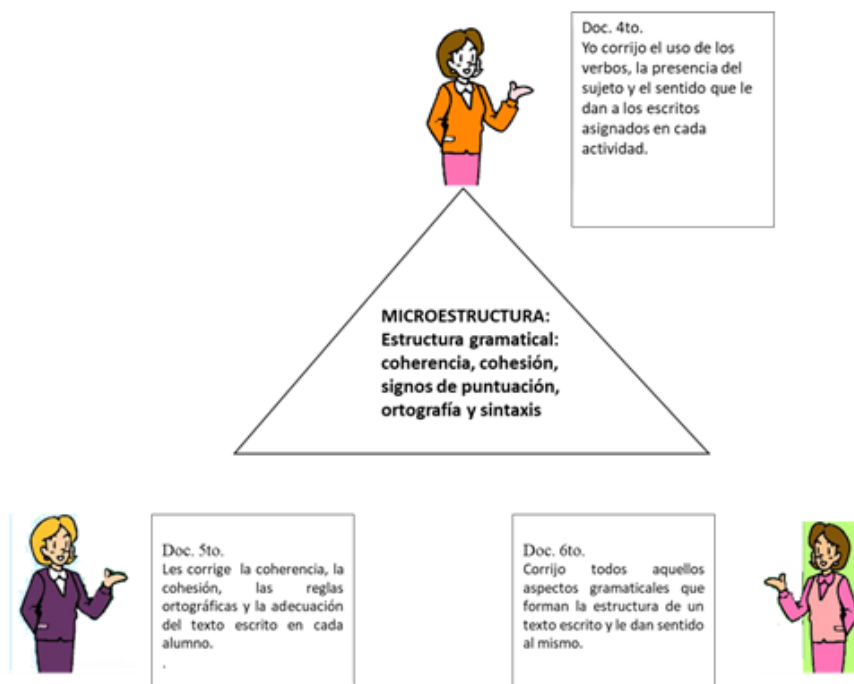 Doc. 4to.
Yo corrijo el uso de los
verbos, la presencia del
sujeto y el sentido que le
dan a los escritos
asignados en cada
actividad.
MICROESTRUCTURA:
Estructura gramatical:
coherencia, cohesión,
signos de puntuación,
ortografía y sintaxis
Doc. 5to.
Les corrige la coherencia, la
cohesión, las reglas
ortográficas y la adecuación
del texto escrito en cada
alumno.
.
Doc. 6to.
Corrijo todos aquellos
aspectos gramaticales que
forman la estructura de un
texto escrito y le dan sentido
al mismo.